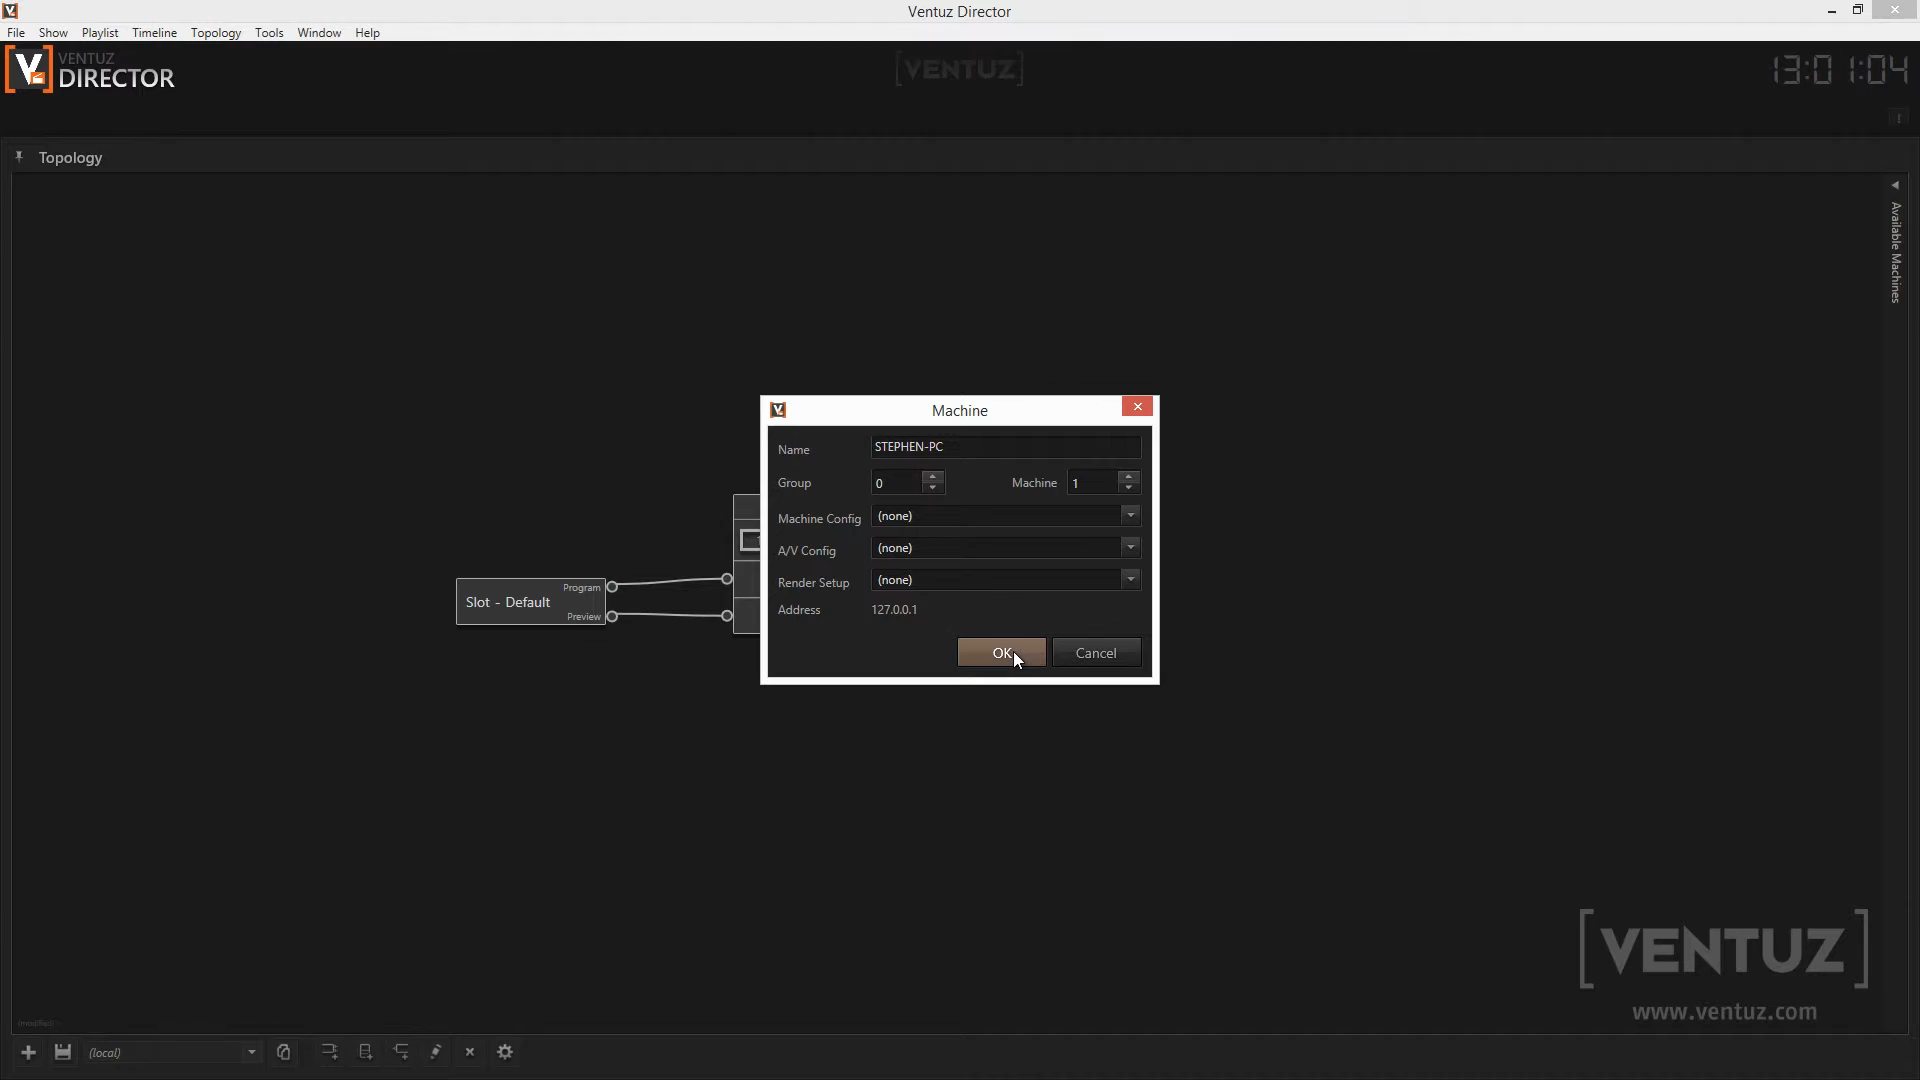 Ventuz Director
File Show Playlist Timeline Topology Tools Window Help
VENTUZ
DIRECTOR
[VENTUZ]
13:01:04
Topology
Available Machines
Machine
Name STEPHEN-PC
Group 0 Machine 1
Machine Config (none)
A/V Config (none)
Render Setup (none)
Address 127.0.0.1
OK Cancel
Program
Slot - Default
Preview
[VENTUZ]
www.ventuz.com
(modified)
(local)